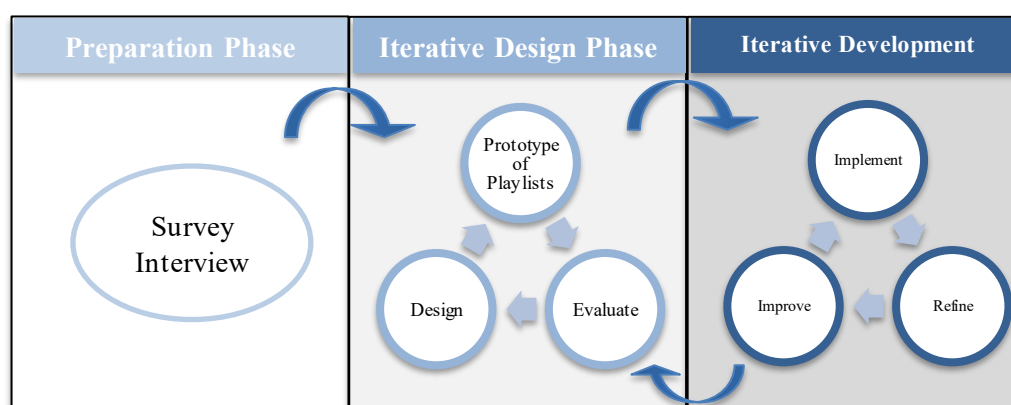 Preparation Phase
Iterative Design Phase
Iterative Development
Survey
Interview
Prototype
of
Playlists
Design
Evaluate
Implement
Improve
Refine